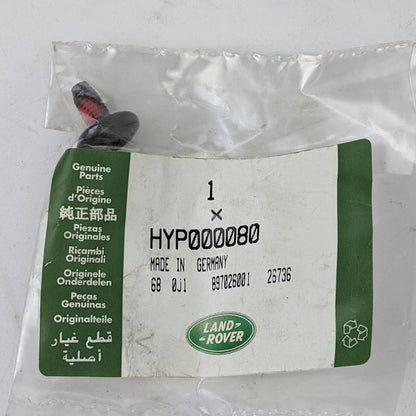 Genuine
Parts
Pièces
d'Origine
純正部品
Piezas
Originales
Ricambi
Originali
Originele
Onderdelen
Peças
Genuinas
Originalteile
قطع غيار
أصلية
1
×
HYP000080
MADE IN GERMANY
6B 0J1 897026001 26736
LAND
ROVER